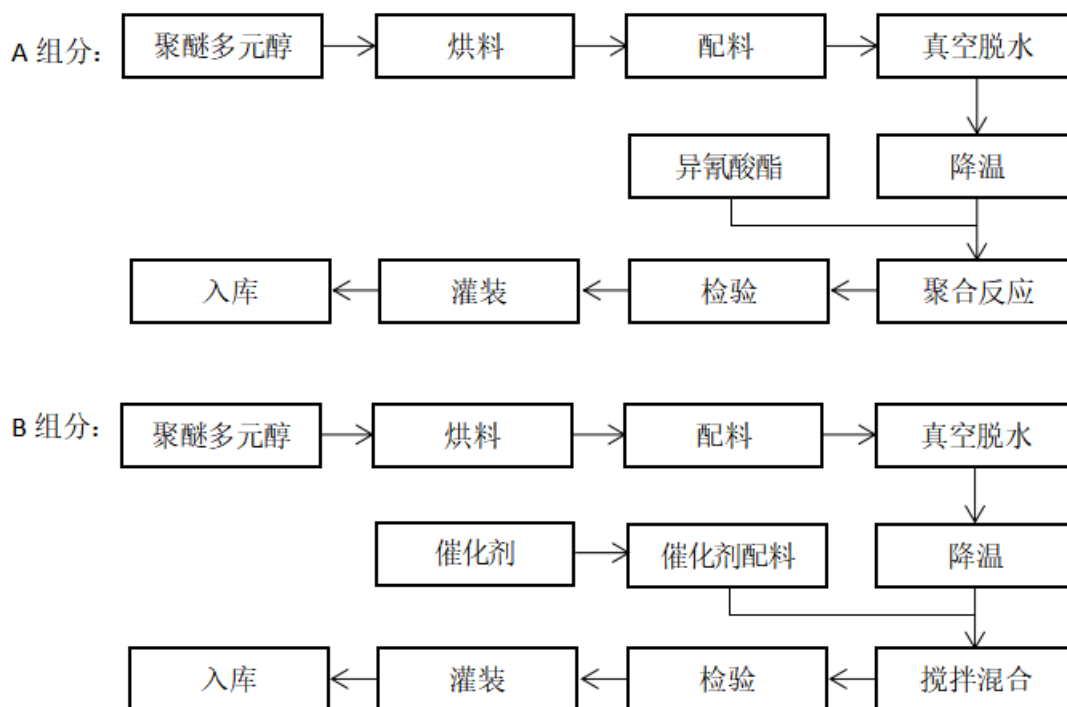 A 组分：
聚醚多元醇
烘料
配料
真空脱水
异氰酸酯
降温
入库
灌装
检验
聚合反应
B 组分：
聚醚多元醇
烘料
配料
真空脱水
催化剂
催化剂配料
降温
入库
灌装
检验
搅拌混合